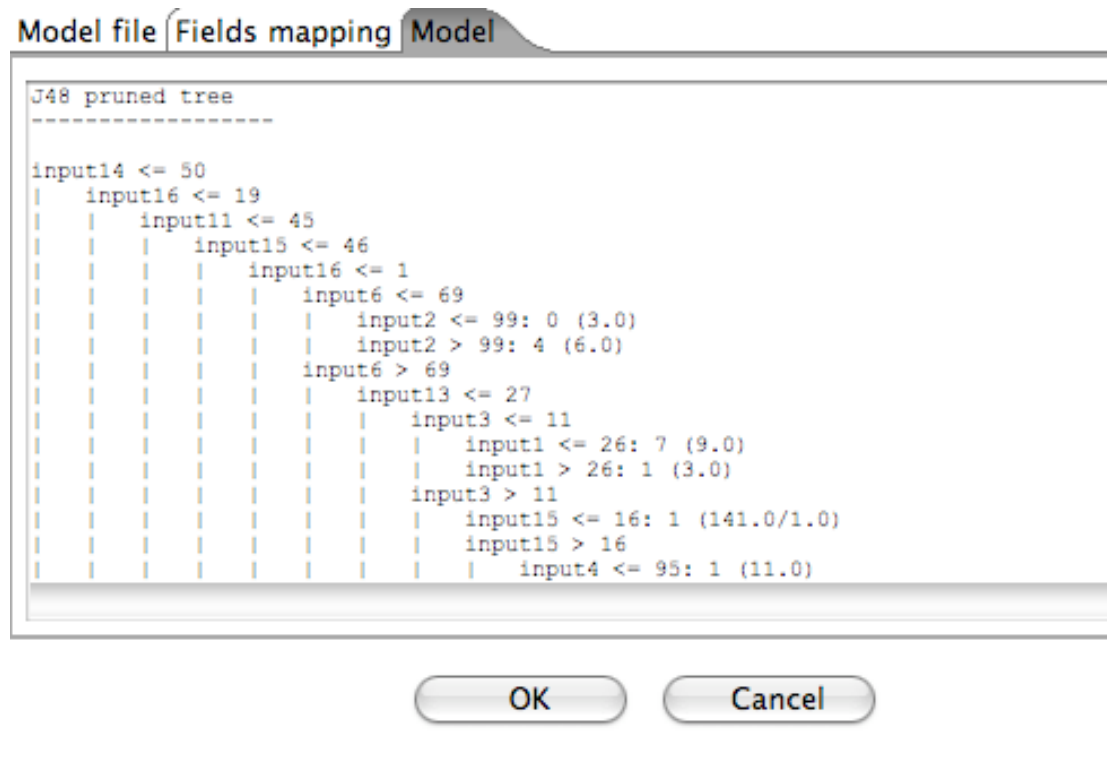 Model file Fields mapping Model
J48 pruned tree
------------------
input14 <= 50
|   input16 <= 19
|   |   input11 <= 45
|   |   |   input15 <= 46
|   |   |   |   input16 <= 1
|   |   |   |   |   input6 <= 69
|   |   |   |   |   |   input2 <= 99: 0 (3.0)
|   |   |   |   |   |   input2 > 99: 4 (6.0)
|   |   |   |   |   input6 > 69
|   |   |   |   |   |   input13 <= 27
|   |   |   |   |   |   |   input3 <= 11
|   |   |   |   |   |   |   |   input1 <= 26: 7 (9.0)
|   |   |   |   |   |   |   |   input1 > 26: 1 (3.0)
|   |   |   |   |   |   |   input3 > 11
|   |   |   |   |   |   |   |   input15 <= 16: 1 (141.0/1.0)
|   |   |   |   |   |   |   |   input15 > 16
|   |   |   |   |   |   |   |   |   input4 <= 95: 1 (11.0)
OK Cancel